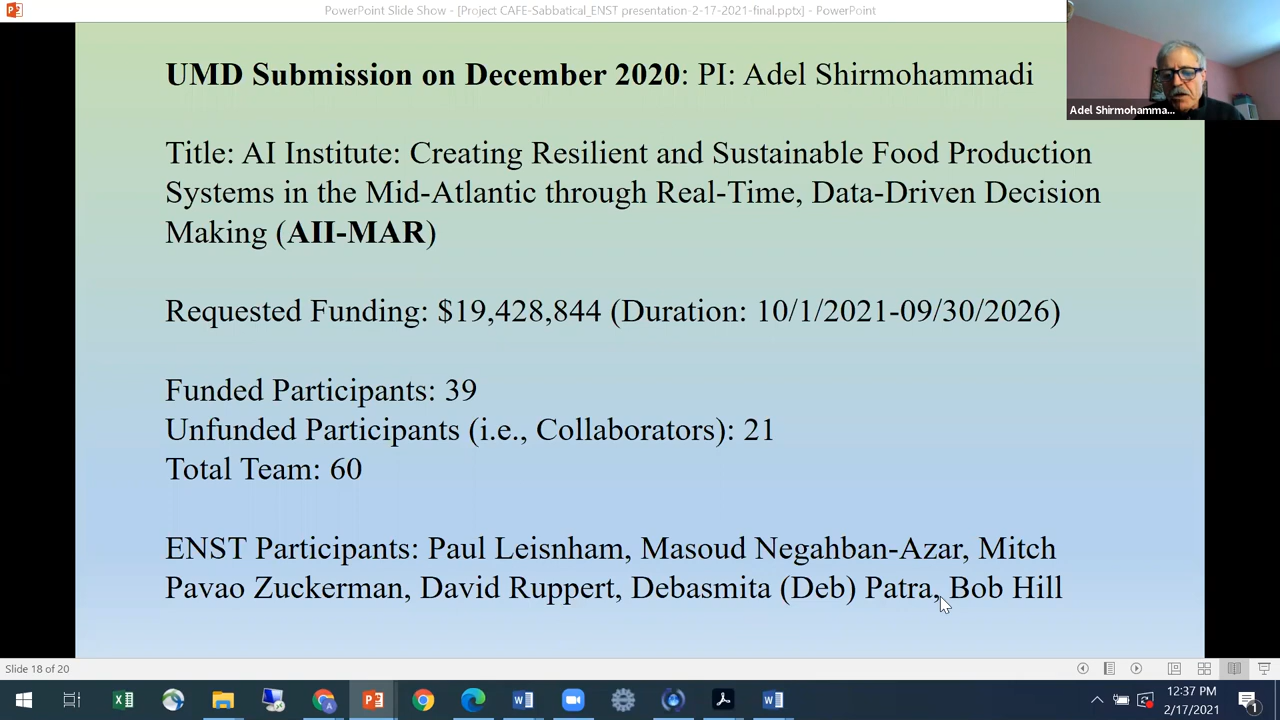 PowerPoint Slide Show - [Project CAFE-Sabbatical_ENST presentation-2-17-2021-final.pptx] - PowerPoint
UMD Submission on December 2020: PI: Adel Shirmohammadi
Adel Shirmohamma...
Title: AI Institute: Creating Resilient and Sustainable Food Production
Systems in the Mid-Atlantic through Real-Time, Data-Driven Decision
Making (AII-MAR)
Requested Funding: $19,428,844 (Duration: 10/1/2021-09/30/2026)
Funded Participants: 39
Unfunded Participants (i.e., Collaborators): 21
Total Team: 60
ENST Participants: Paul Leisnham, Masoud Negahban-Azar, Mitch
Pavao Zuckerman, David Ruppert, Debasmita (Deb) Patra, Bob Hill
Slide 18 of 20
12:37 PM
2/17/2021
1